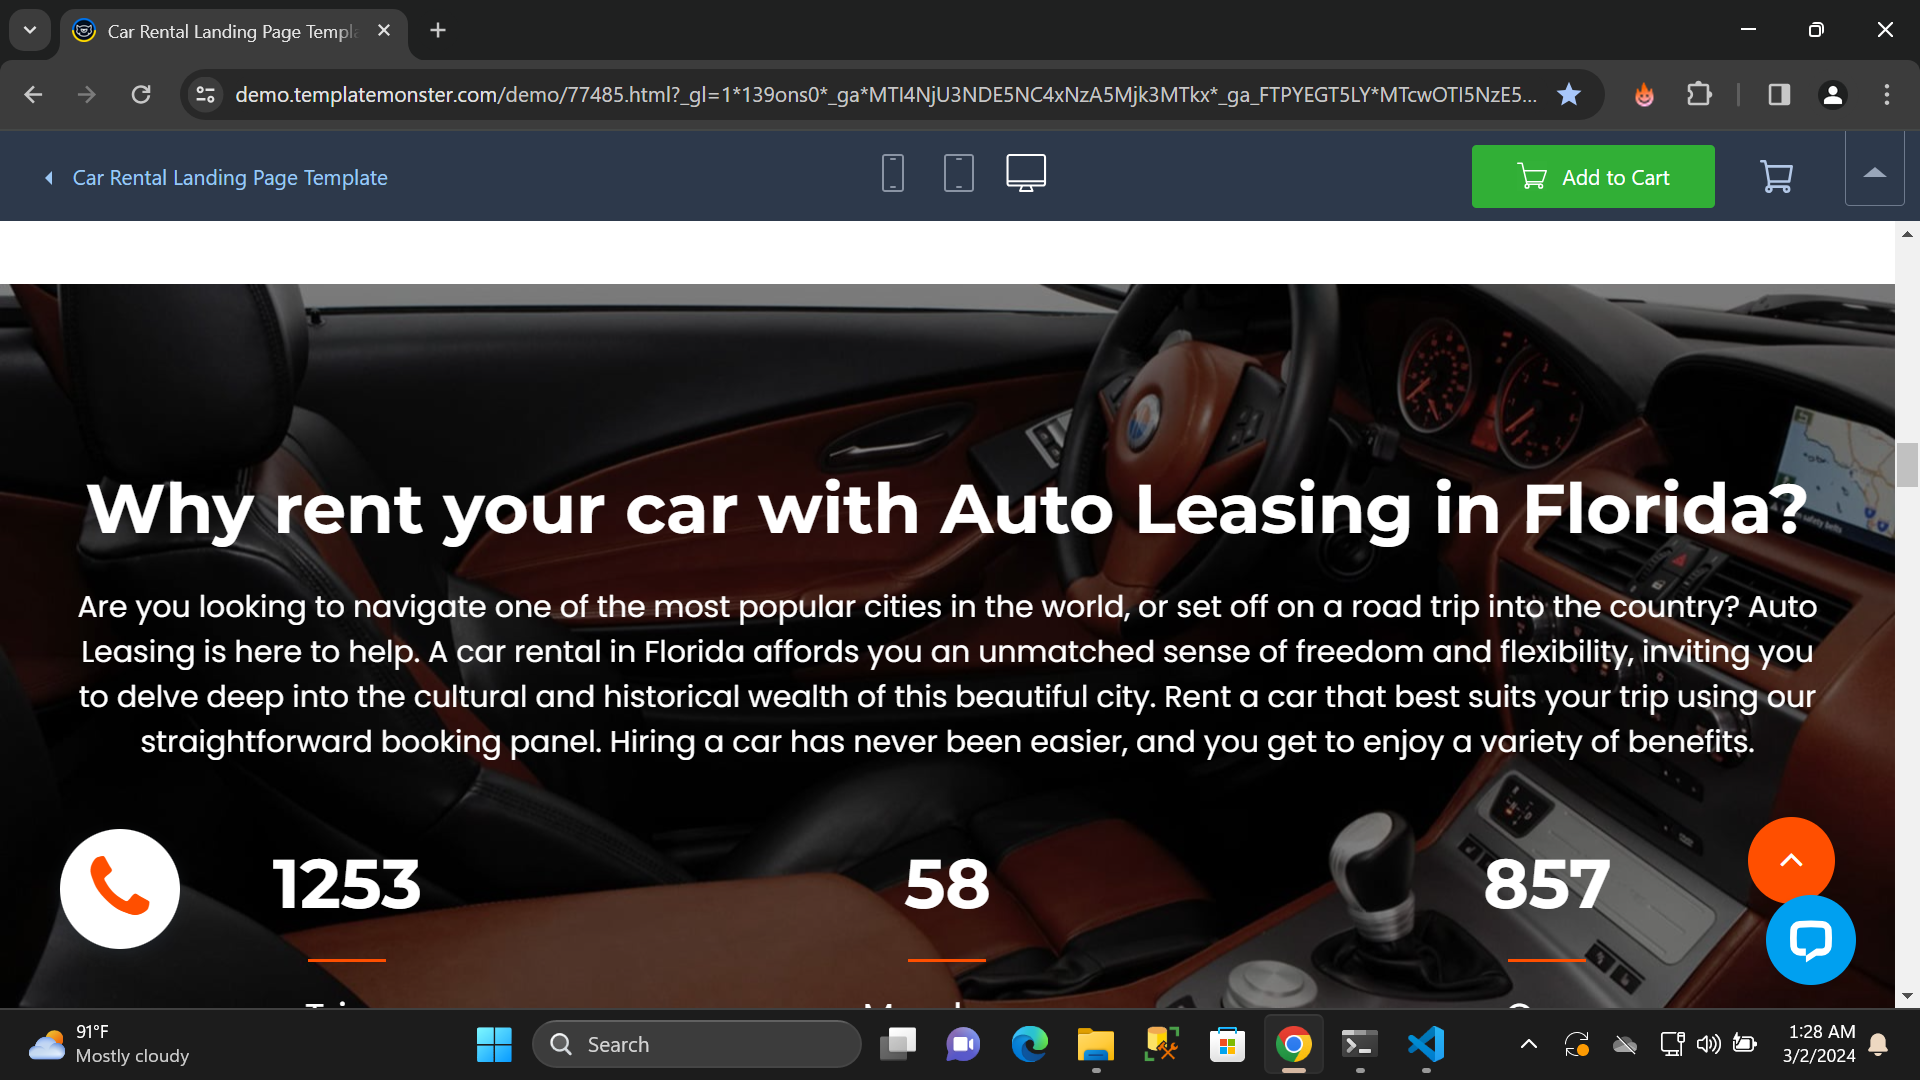 Car Rental Landing Page Templa
demo.templatemonster.com/demo/77485.html?_gl=1*139ons0*_ga*MTI4NjU3NDE5NC4xNzA5Mjk3MTkx*_ga_FTPYEGT5LY*MTcwOTI5NzE5...
Car Rental Landing Page Template
Add to Cart
Why rent your car with Auto Leasing in Florida?
Are you looking to navigate one of the most popular cities in the world, or set off on a road trip into the country? Auto
Leasing is here to help. A car rental in Florida affords you an unmatched sense of freedom and flexibility, inviting you
to delve deep into the cultural and historical wealth of this beautiful city. Rent a car that best suits your trip using our
straightforward booking panel. Hiring a car has never been easier, and you get to enjoy a variety of benefits.
1253
58
857
91°F
Mostly cloudy
Search
1:28 AM
3/2/2024